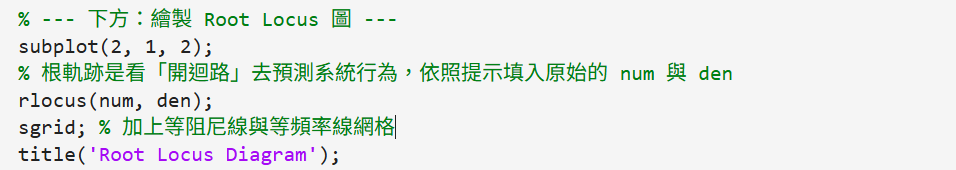 % --- 下方：繪製 Root Locus 圖 ---
subplot(2, 1, 2);
% 根軌跡是看「開迴路」去預測系統行為，依照提示填入原始的 num 與 den
rlocus(num, den);
sgrid; % 加上等阻尼線與等頻率線網格
title('Root Locus Diagram');